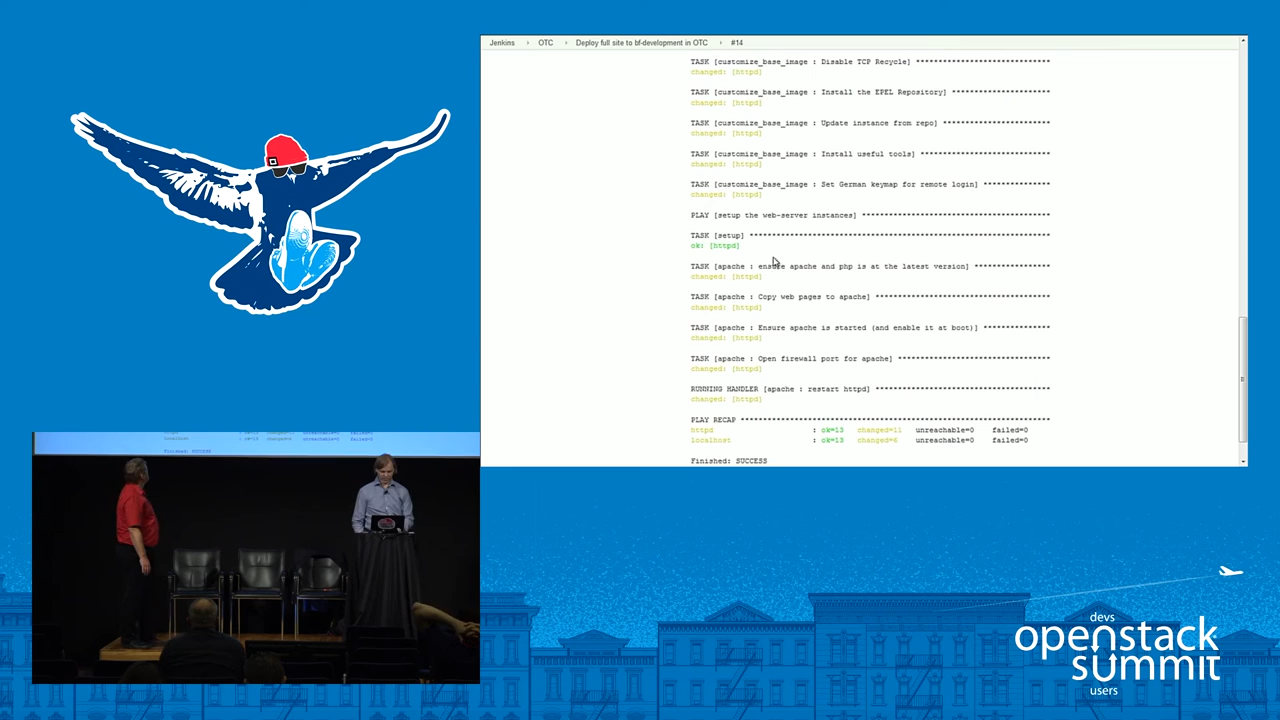 Jenkins › OTC › Deploy full site to bf-development in OTC › #14
TASK [customize_base_image : Disable TCP Recycle] ********************************
changed: [httpd]
TASK [customize_base_image : Install the EPEL Repository] *************************
changed: [httpd]
TASK [customize_base_image : Update instance from repo] **************************
changed: [httpd]
TASK [customize_base_image : Install useful tools] ********************************
changed: [httpd]
TASK [customize_base_image : Set German keymap for remote login] ****************
changed: [httpd]
PLAY [setup the web-server instances] *********************************************
TASK [setup] ***********************************************************
ok: [httpd]
TASK [apache : ensure apache and php is at the latest version] ******************
changed: [httpd]
TASK [apache : Copy web pages to apache] **************************************
changed: [httpd]
TASK [apache : Ensure apache is started (and enable it at boot)] ****************
changed: [httpd]
TASK [apache : Open firewall port for apache] **********************************
changed: [httpd]
RUNNING HANDLER [apache : restart httpd] **************************************
changed: [httpd]
PLAY RECAP *************************************************************
httpd : ok=13 changed=11 unreachable=0 failed=0
localhost : ok=13 changed=6 unreachable=0 failed=0
Finished: SUCCESS
localhost
Finished: SUCCESS
devs
openstack
summit
users